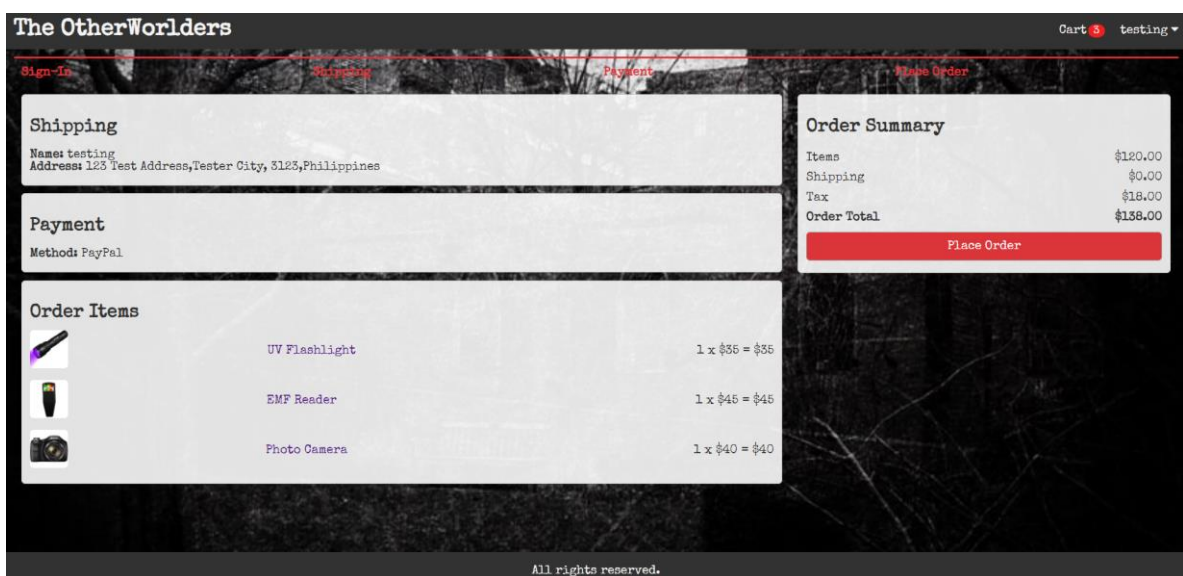 The OtherWorlders
Cart 3 testing
Sign-In Shipping Payment Place Order
Shipping
Name: testing
Address: 123 Test Address,Tester City, 3123,Philippines
Payment
Method: PayPal
Order Items
UV Flashlight 1 x $35 = $35
EMF Reader 1 x $45 = $45
Photo Camera 1 x $40 = $40
Order Summary
Items $120.00
Shipping $0.00
Tax $18.00
Order Total $138.00
Place Order
All rights reserved.